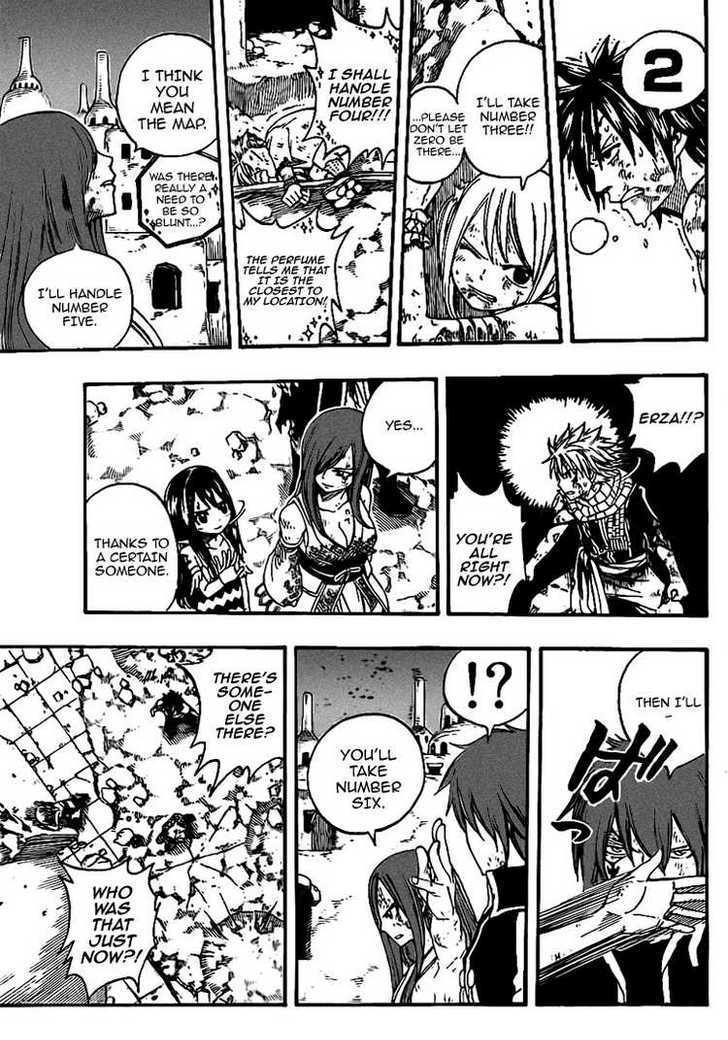 2
I'LL TAKE
NUMBER
THREE!!
...PLEASE
DON'T LET
ZERO BE
THERE...
I SHALL
HANDLE
NUMBER
FOUR!!!
THE PERFUME
TELLS ME THAT
IT IS THE
CLOSEST TO
MY LOCATION!
I THINK
YOU
MEAN
THE MAP.
WAS THERE
REALLY A
NEED TO
BE SO
BLUNT...?
I'LL HANDLE
NUMBER
FIVE.
ERZA!!?
YOU'RE
ALL
RIGHT
NOW?!
YES...
THANKS TO
A CERTAIN
SOMEONE.
THEN I'LL
ばっ
!?
YOU'LL
TAKE
NUMBER
SIX.
THERE'S
SOME-
ONE
ELSE
THERE?
WHO
WAS
THAT
JUST
NOW?!